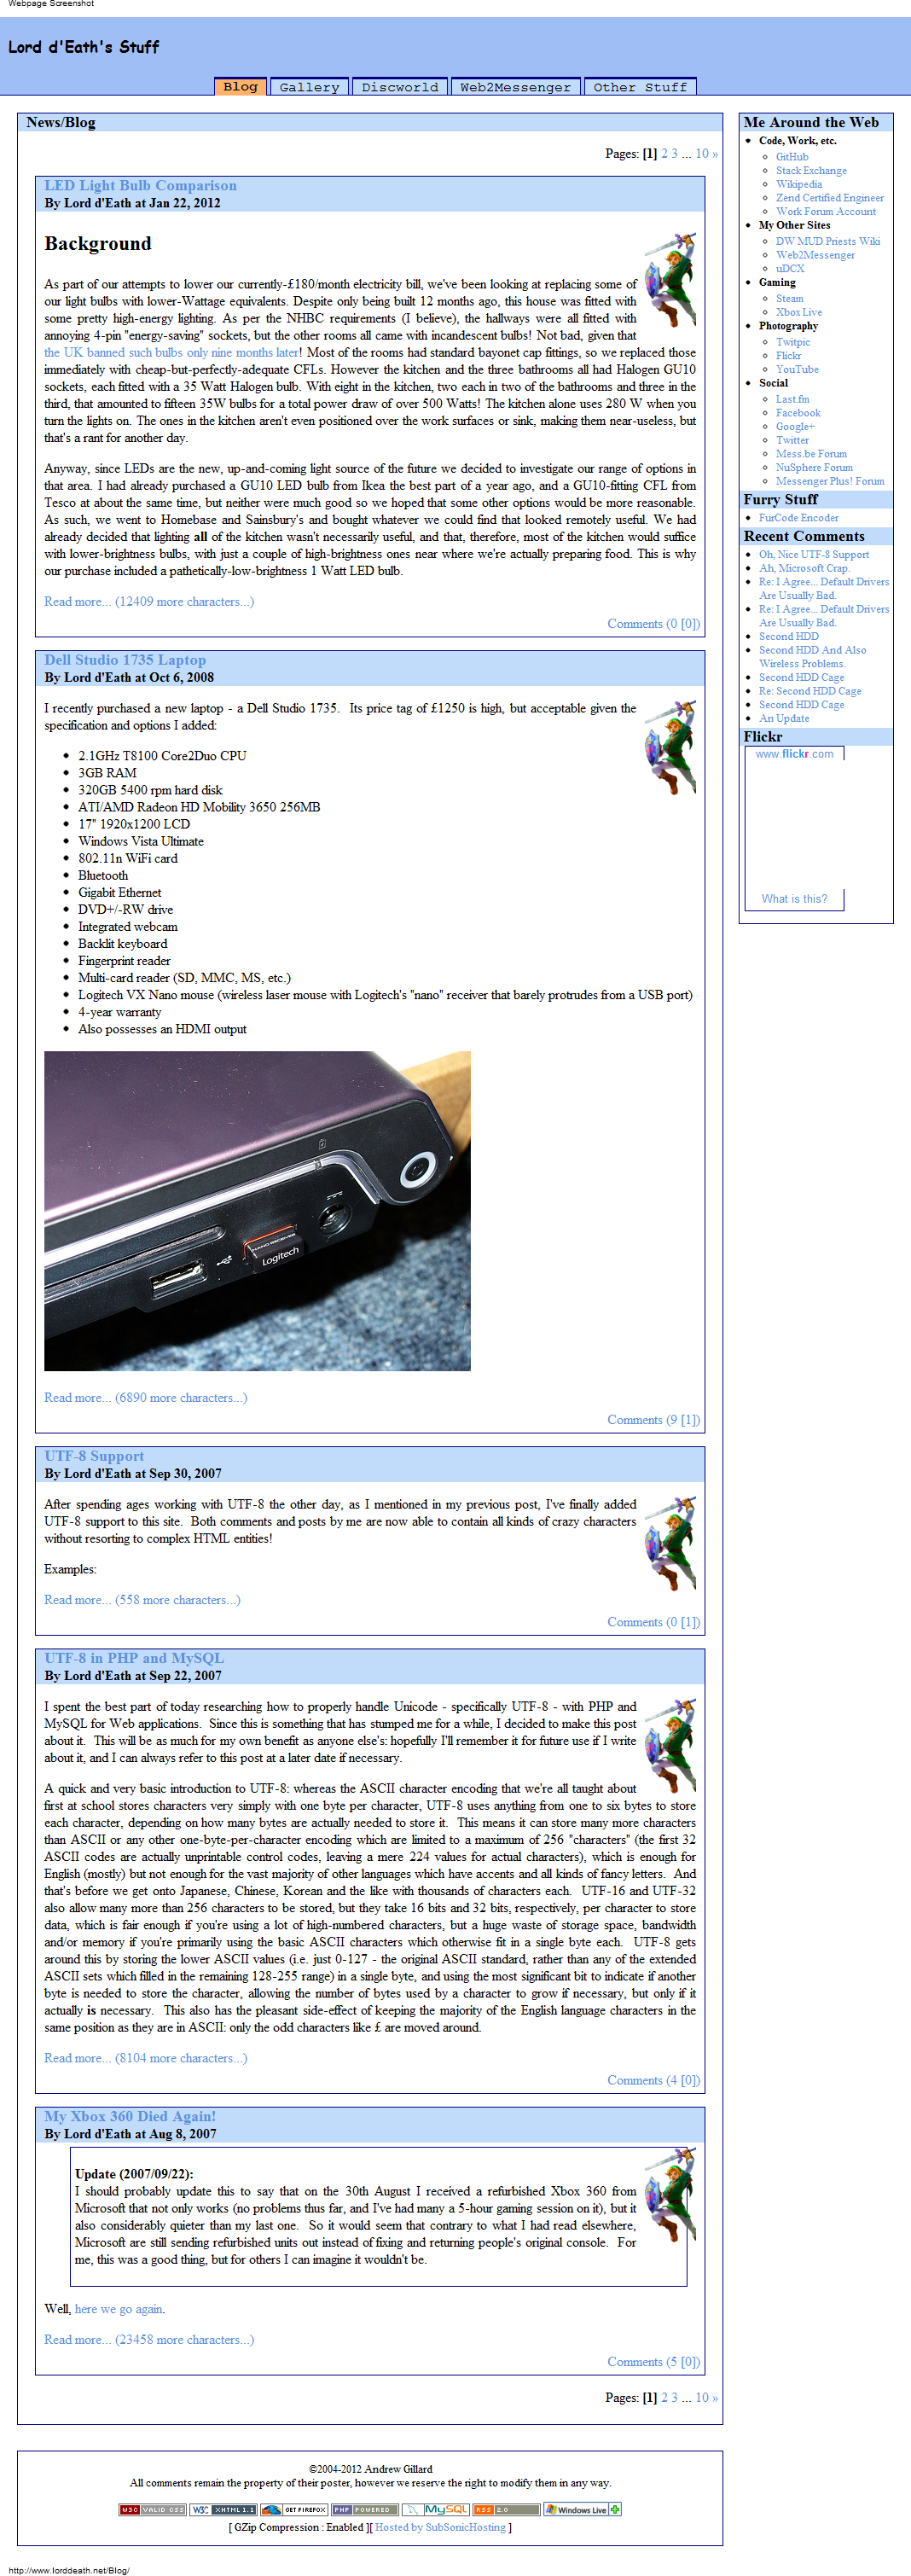 Webpage Screenshot
Lord d'Eath's Stuff
Blog Gallery Discworld Web2Messenger Other Stuff
News/Blog
Pages: [1] 2 3 ... 10 »
LED Light Bulb Comparison
By Lord d'Eath at Jan 22, 2012
Background
As part of our attempts to lower our currently-£180/month electricity bill, we've been looking at replacing some of
our light bulbs with lower-Wattage equivalents. Despite only being built 12 months ago, this house was fitted with
some pretty high-energy lighting. As per the NHBC requirements (I believe), the hallways were all fitted with
annoying 4-pin "energy-saving" sockets, but the other rooms all came with incandescent bulbs! Not bad, given that
the UK banned such bulbs only nine months later! Most of the rooms had standard bayonet cap fittings, so we replaced those
immediately with cheap-but-perfectly-adequate CFLs. However the kitchen and the three bathrooms all had Halogen GU10
sockets, each fitted with a 35 Watt Halogen bulb. With eight in the kitchen, two each in two of the bathrooms and three in the
third, that amounted to fifteen 35W bulbs for a total power draw of over 500 Watts! The kitchen alone uses 280 W when you
turn the lights on. The ones in the kitchen aren't even positioned over the work surfaces or sink, making them near-useless, but
that's a rant for another day.
Anyway, since LEDs are the new, up-and-coming light source of the future we decided to investigate our range of options in
that area. I had already purchased a GU10 LED bulb from Ikea the best part of a year ago, and a GU10-fitting CFL from
Tesco at about the same time, but neither were much good so we hoped that some other options would be more reasonable.
As such, we went to Homebase and Sainsbury's and bought whatever we could find that looked remotely useful. We had
already decided that lighting all of the kitchen wasn't necessarily useful, and that, therefore, most of the kitchen would suffice
with lower-brightness bulbs, with just a couple of high-brightness ones near where we're actually preparing food. This is why
our purchase included a pathetically-low-brightness 1 Watt LED bulb.
Read more... (12409 more characters...)
Comments (0 [0])
Dell Studio 1735 Laptop
By Lord d'Eath at Oct 6, 2008
I recently purchased a new laptop - a Dell Studio 1735. Its price tag of £1250 is high, but acceptable given the
specification and options I added:
2.1GHz T8100 Core2Duo CPU
3GB RAM
320GB 5400 rpm hard disk
ATI/AMD Radeon HD Mobility 3650 256MB
17" 1920x1200 LCD
Windows Vista Ultimate
802.11n WiFi card
Bluetooth
Gigabit Ethernet
DVD+/-RW drive
Integrated webcam
Backlit keyboard
Fingerprint reader
Multi-card reader (SD, MMC, MS, etc.)
Logitech VX Nano mouse (wireless laser mouse with Logitech's "nano" receiver that barely protrudes from a USB port)
4-year warranty
Also possesses an HDMI output
NANO RECEIVER
Logitech
Read more... (6890 more characters...)
Comments (9 [1])
UTF-8 Support
By Lord d'Eath at Sep 30, 2007
After spending ages working with UTF-8 the other day, as I mentioned in my previous post, I've finally added
UTF-8 support to this site. Both comments and posts by me are now able to contain all kinds of crazy characters
without resorting to complex HTML entities!
Examples:
Read more... (558 more characters...)
Comments (0 [1])
UTF-8 in PHP and MySQL
By Lord d'Eath at Sep 22, 2007
I spent the best part of today researching how to properly handle Unicode - specifically UTF-8 - with PHP and
MySQL for Web applications. Since this is something that has stumped me for a while, I decided to make this post
about it. This will be as much for my own benefit as anyone else's: hopefully I'll remember it for future use if I write
about it, and I can always refer to this post at a later date if necessary.
A quick and very basic introduction to UTF-8: whereas the ASCII character encoding that we're all taught about
first at school stores characters very simply with one byte per character, UTF-8 uses anything from one to six bytes to store
each character, depending on how many bytes are actually needed to store it. This means it can store many more characters
than ASCII or any other one-byte-per-character encoding which are limited to a maximum of 256 "characters" (the first 32
ASCII codes are actually unprintable control codes, leaving a mere 224 values for actual characters), which is enough for
English (mostly) but not enough for the vast majority of other languages which have accents and all kinds of fancy letters. And
that's before we get onto Japanese, Chinese, Korean and the like with thousands of characters each. UTF-16 and UTF-32
also allow many more than 256 characters to be stored, but they take 16 bits and 32 bits, respectively, per character to store
data, which is fair enough if you're using a lot of high-numbered characters, but a huge waste of storage space, bandwidth
and/or memory if you're primarily using the basic ASCII characters which otherwise fit in a single byte each. UTF-8 gets
around this by storing the lower ASCII values (i.e. just 0-127 - the original ASCII standard, rather than any of the extended
ASCII sets which filled in the remaining 128-255 range) in a single byte, and using the most significant bit to indicate if another
byte is needed to store the character, allowing the number of bytes used by a character to grow if necessary, but only if it
actually is necessary. This also has the pleasant side-effect of keeping the majority of the English language characters in the
same position as they are in ASCII: only the odd characters like £ are moved around.
Read more... (8104 more characters...)
Comments (4 [0])
My Xbox 360 Died Again!
By Lord d'Eath at Aug 8, 2007
Update (2007/09/22):
I should probably update this to say that on the 30th August I received a refurbished Xbox 360 from
Microsoft that not only works (no problems thus far, and I've had many a 5-hour gaming session on it), but it
also considerably quieter than my last one. So it would seem that contrary to what I had read elsewhere,
Microsoft are still sending refurbished units out instead of fixing and returning people's original console. For
me, this was a good thing, but for others I can imagine it wouldn't be.
Well, here we go again.
Read more... (23458 more characters...)
Comments (5 [0])
Pages: [1] 2 3 ... 10 »
Me Around the Web
Code, Work, etc.
GitHub
Stack Exchange
Wikipedia
Zend Certified Engineer
Work Forum Account
My Other Sites
DW MUD Priests Wiki
Web2Messenger
uDCX
Gaming
Steam
Xbox Live
Photography
Twitpic
Flickr
YouTube
Social
Last.fm
Facebook
Google+
Twitter
Mess.be Forum
NuSphere Forum
Messenger Plus! Forum
Furry Stuff
FurCode Encoder
Recent Comments
Oh, Nice UTF-8 Support
Ah, Microsoft Crap.
Re: I Agree... Default Drivers
Are Usually Bad.
Re: I Agree... Default Drivers
Are Usually Bad.
Second HDD
Second HDD And Also
Wireless Problems.
Second HDD Cage
Re: Second HDD Cage
Second HDD Cage
An Update
Flickr
www.flickr.com
What is this?
©2004-2012 Andrew Gillard
All comments remain the property of their poster, however we reserve the right to modify them in any way.
W3C VALID CSS W3C XHTML 1.1 GET FIREFOX PHP POWERED MySQL RSS 2.0 Windows Live
[ GZip Compression : Enabled ][ Hosted by SubSonicHosting ]
http://www.lorddeath.net/Blog/